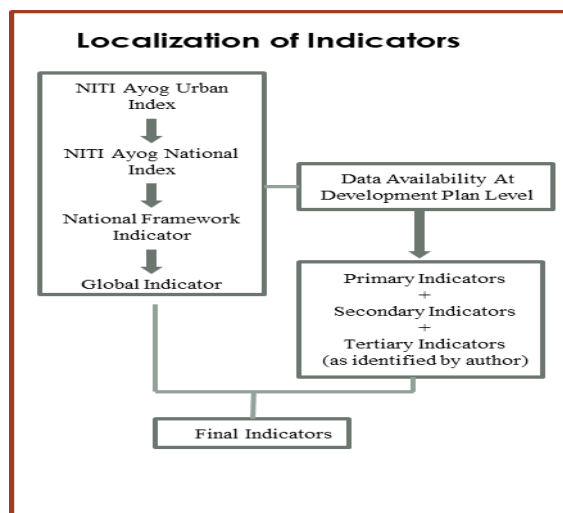 Localization of Indicators
NITI Ayog Urban
Index
NITI Ayog National
Index
National Framework
Indicator
Global Indicator
Data Availability At
Development Plan Level
Primary Indicators
+
Secondary Indicators
+
Tertiary Indicators
(as identified by author)
Final Indicators